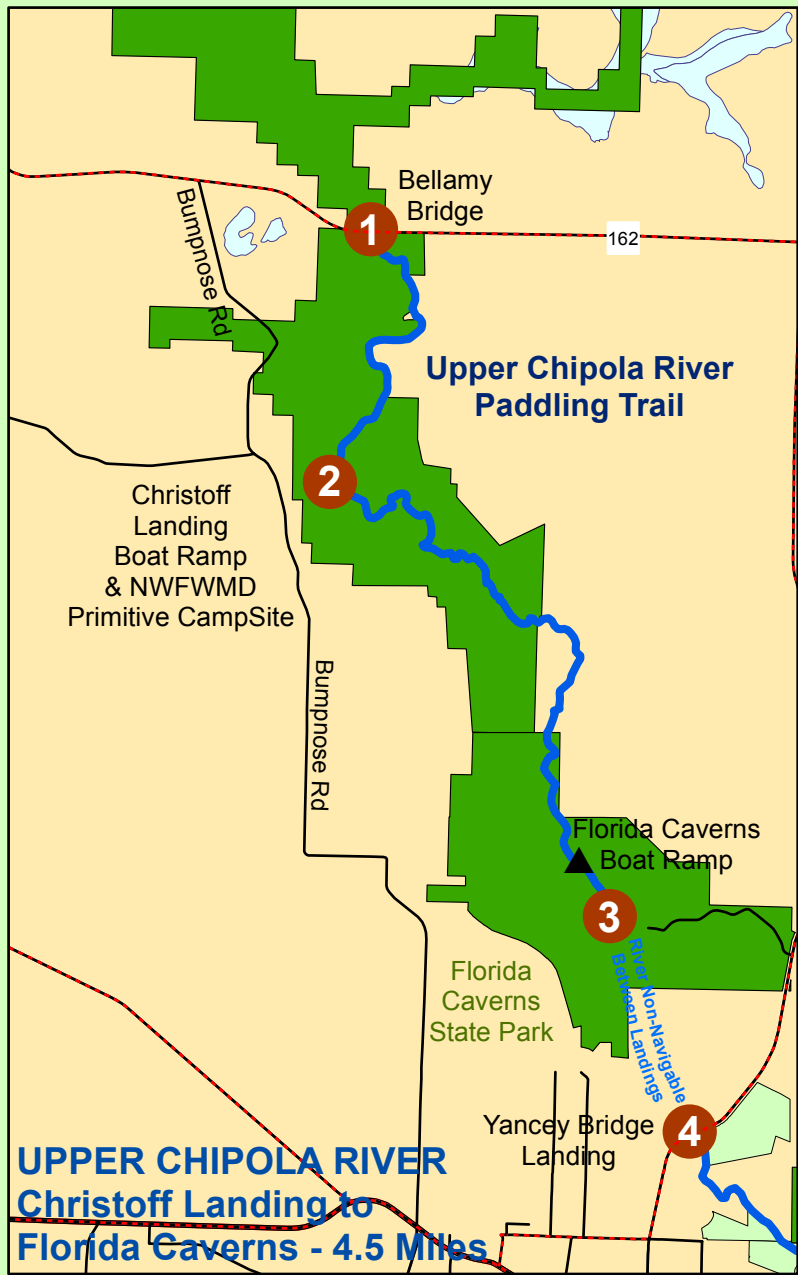 Bellamy
Bridge
1
162
Bumpnose Rd
Upper Chipola River
Paddling Trail
2
Christoff
Landing
Boat Ramp
& NWFWMD
Primitive CampSite
Bumpnose Rd
Florida Caverns
Boat Ramp
3
River Non-Navigable
Between Landings
Florida
Caverns
State Park
Yancey Bridge
Landing
4
UPPER CHIPOLA RIVER
Christoff Landing to
Florida Caverns - 4.5 Miles